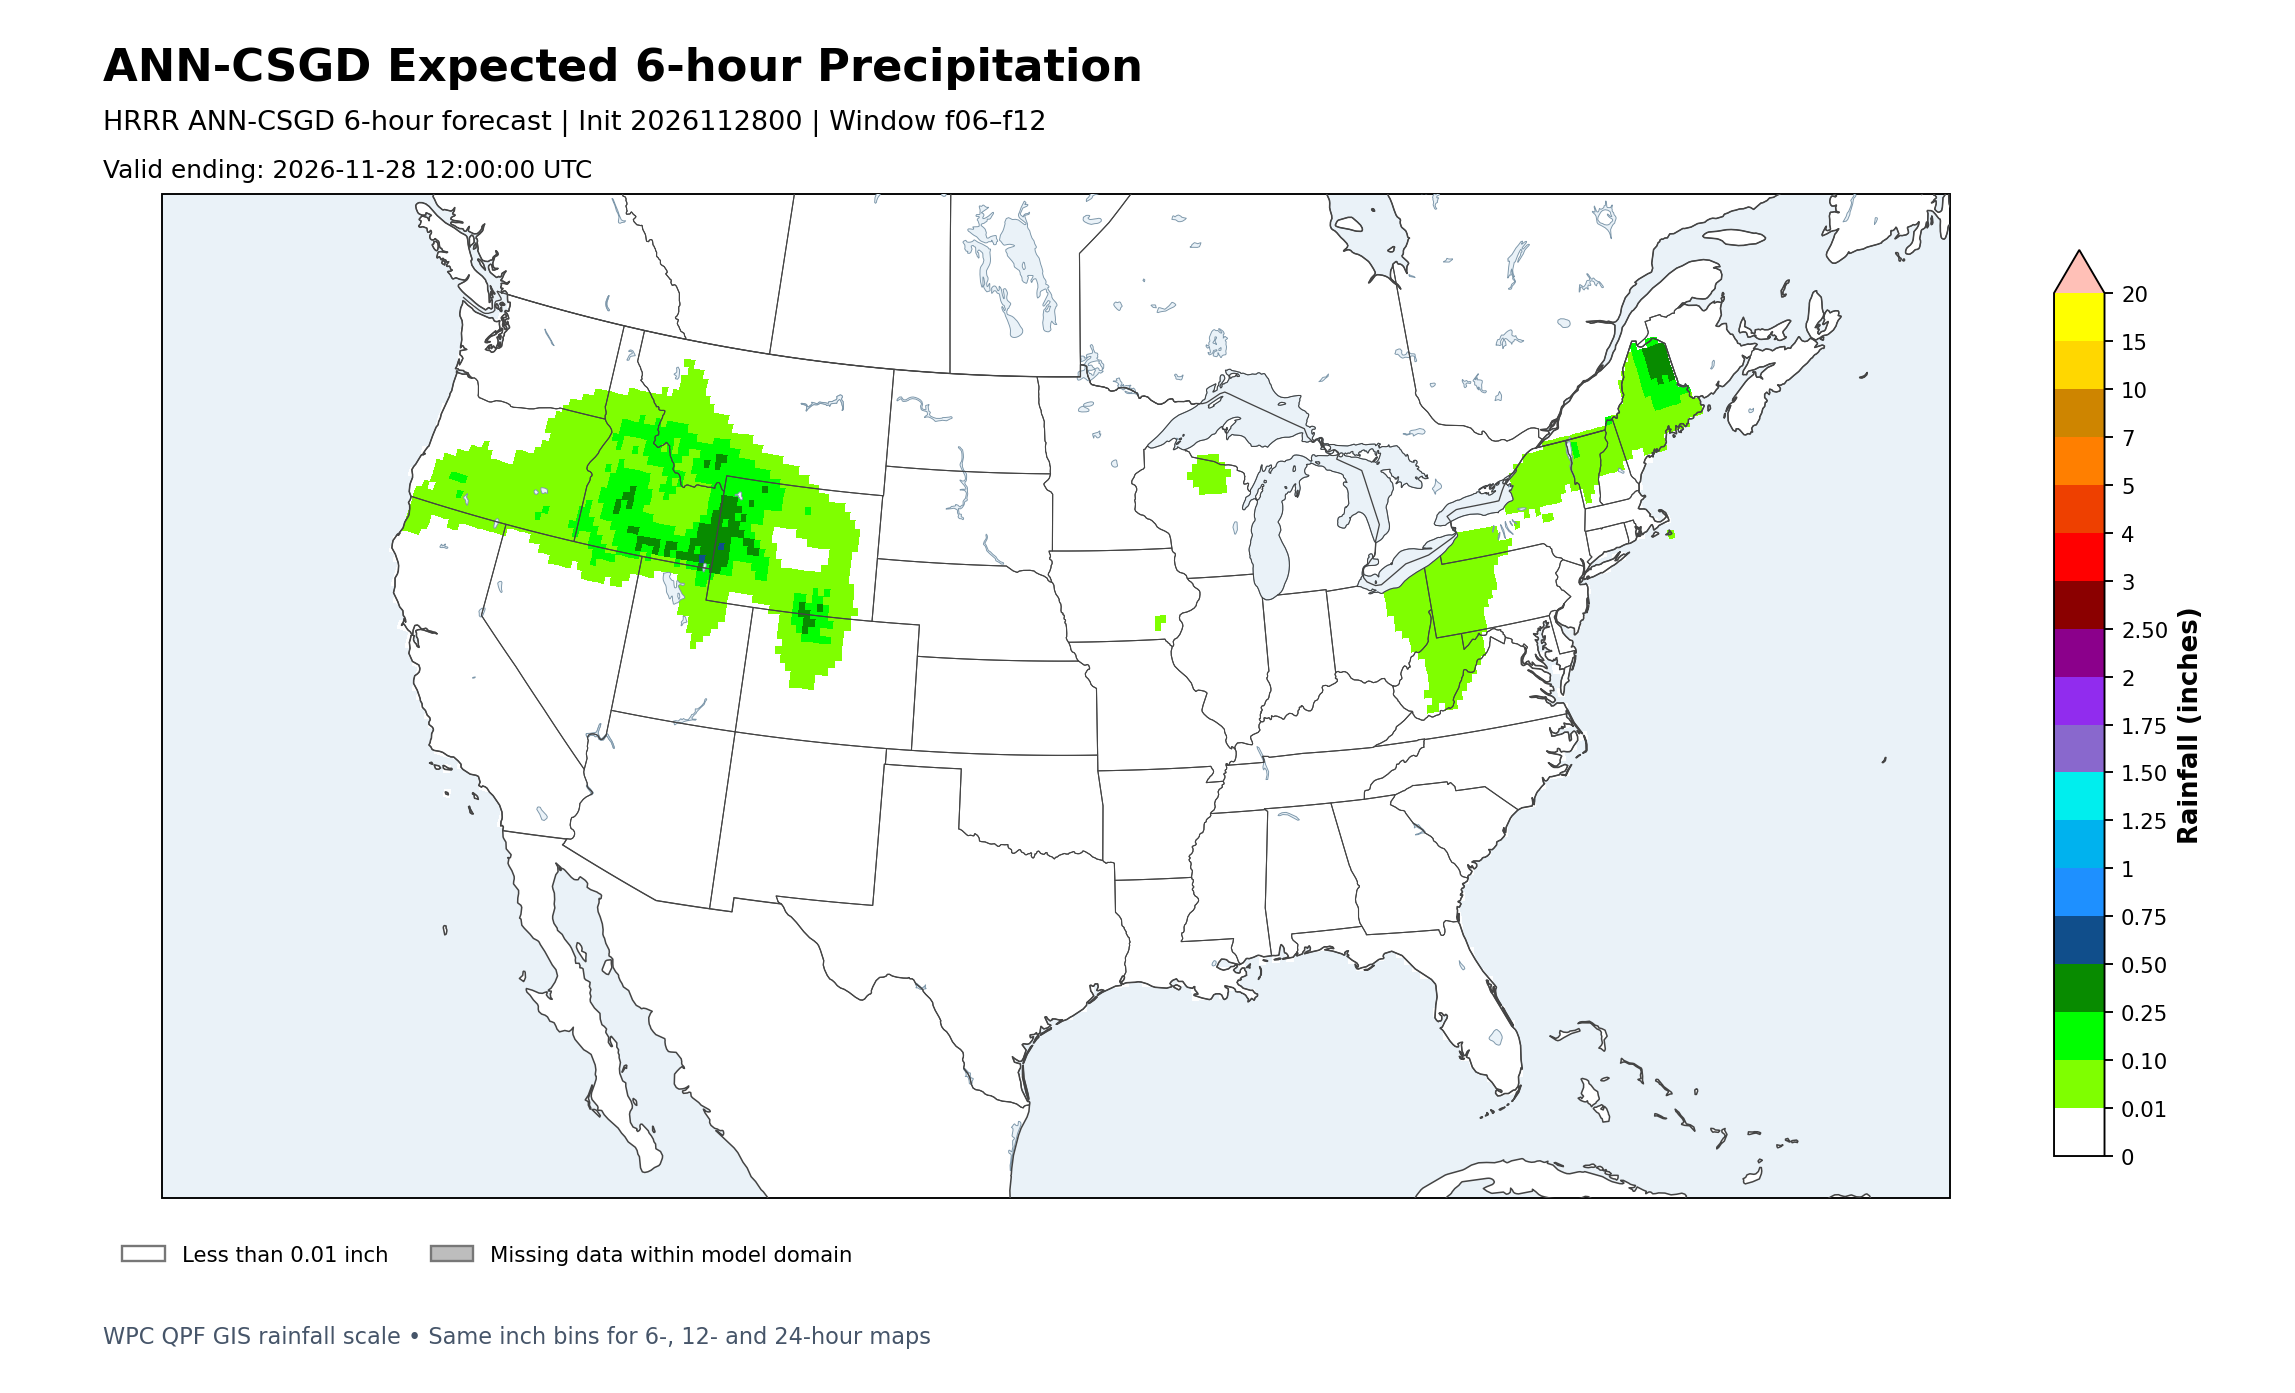 ANN-CSGD Expected 6-hour Precipitation
HRRR ANN-CSGD 6-hour forecast | Init 2026112800 | Window f06–f12
Valid ending: 2026-11-28 12:00:00 UTC
20
15
10
7
5
4
3
2.50
2
1.75
1.50
1.25
1
0.75
0.50
0.25
0.10
0.01
0
Rainfall (inches)
Less than 0.01 inch
Missing data within model domain
WPC QPF GIS rainfall scale • Same inch bins for 6-, 12- and 24-hour maps